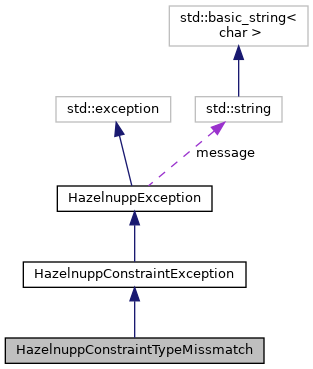 std::basic_string<
char >
std::exception
std::string
message
HazelnuppException
HazelnuppConstraintException
HazelnuppConstraintTypeMissmatch